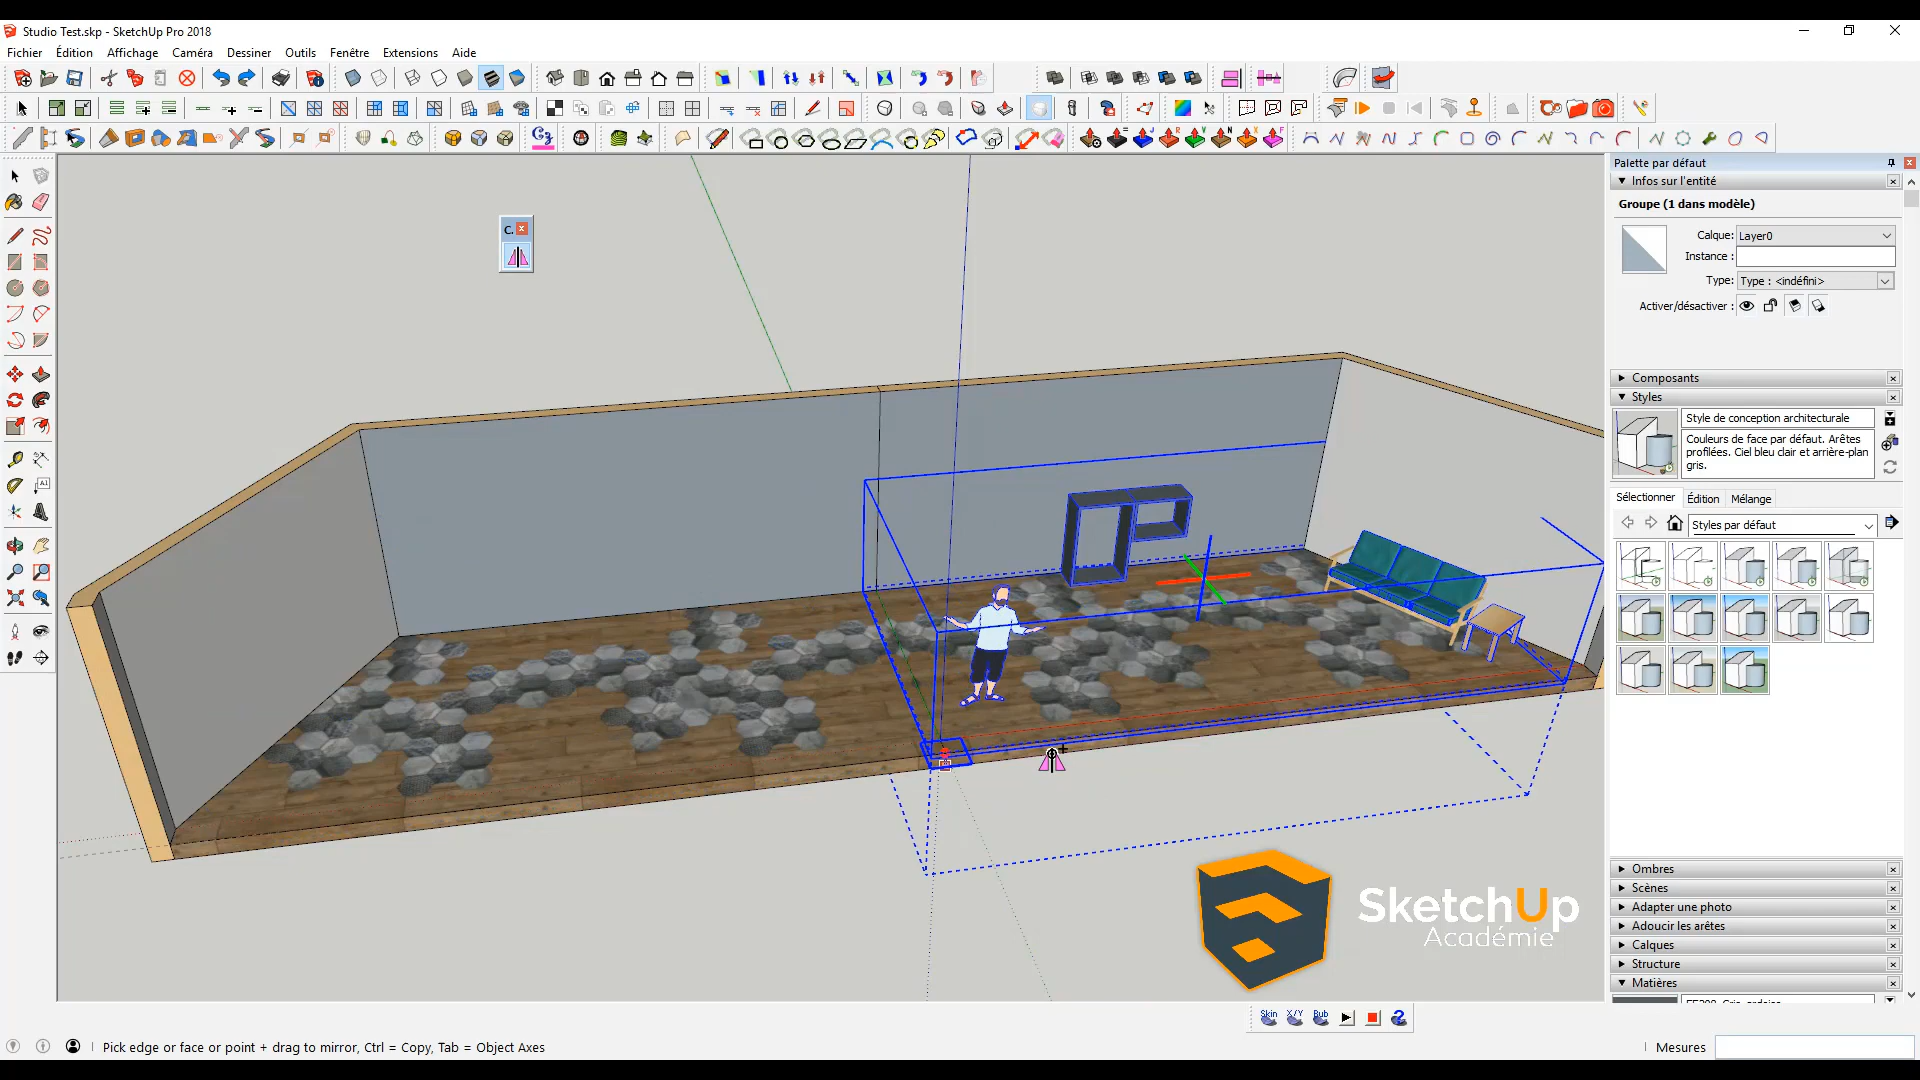 Studio Test.skp - SketchUp Pro 2018
Fichier Édition Affichage Caméra Dessiner Outils Fenêtre Extensions Aide
C.
Palette par défaut
Infos sur l'entité
Groupe (1 dans modèle)
Calque: Layer0
Instance :
Type: Type : <indéfini>
Activer/désactiver :
Composants
Styles
Style de conception architecturale
Couleurs de face par défaut. Arêtes
profilées. Ciel bleu clair et arrière-plan
gris.
Sélectionner Édition Mélange
Styles par défaut
Ombres
Scènes
Adapter une photo
Adoucir les arêtes
Calques
Structure
Matières
SketchUp
Académie
Skin X/Y Bub
Pick edge or face or point + drag to mirror, Ctrl = Copy, Tab = Object Axes
Mesures